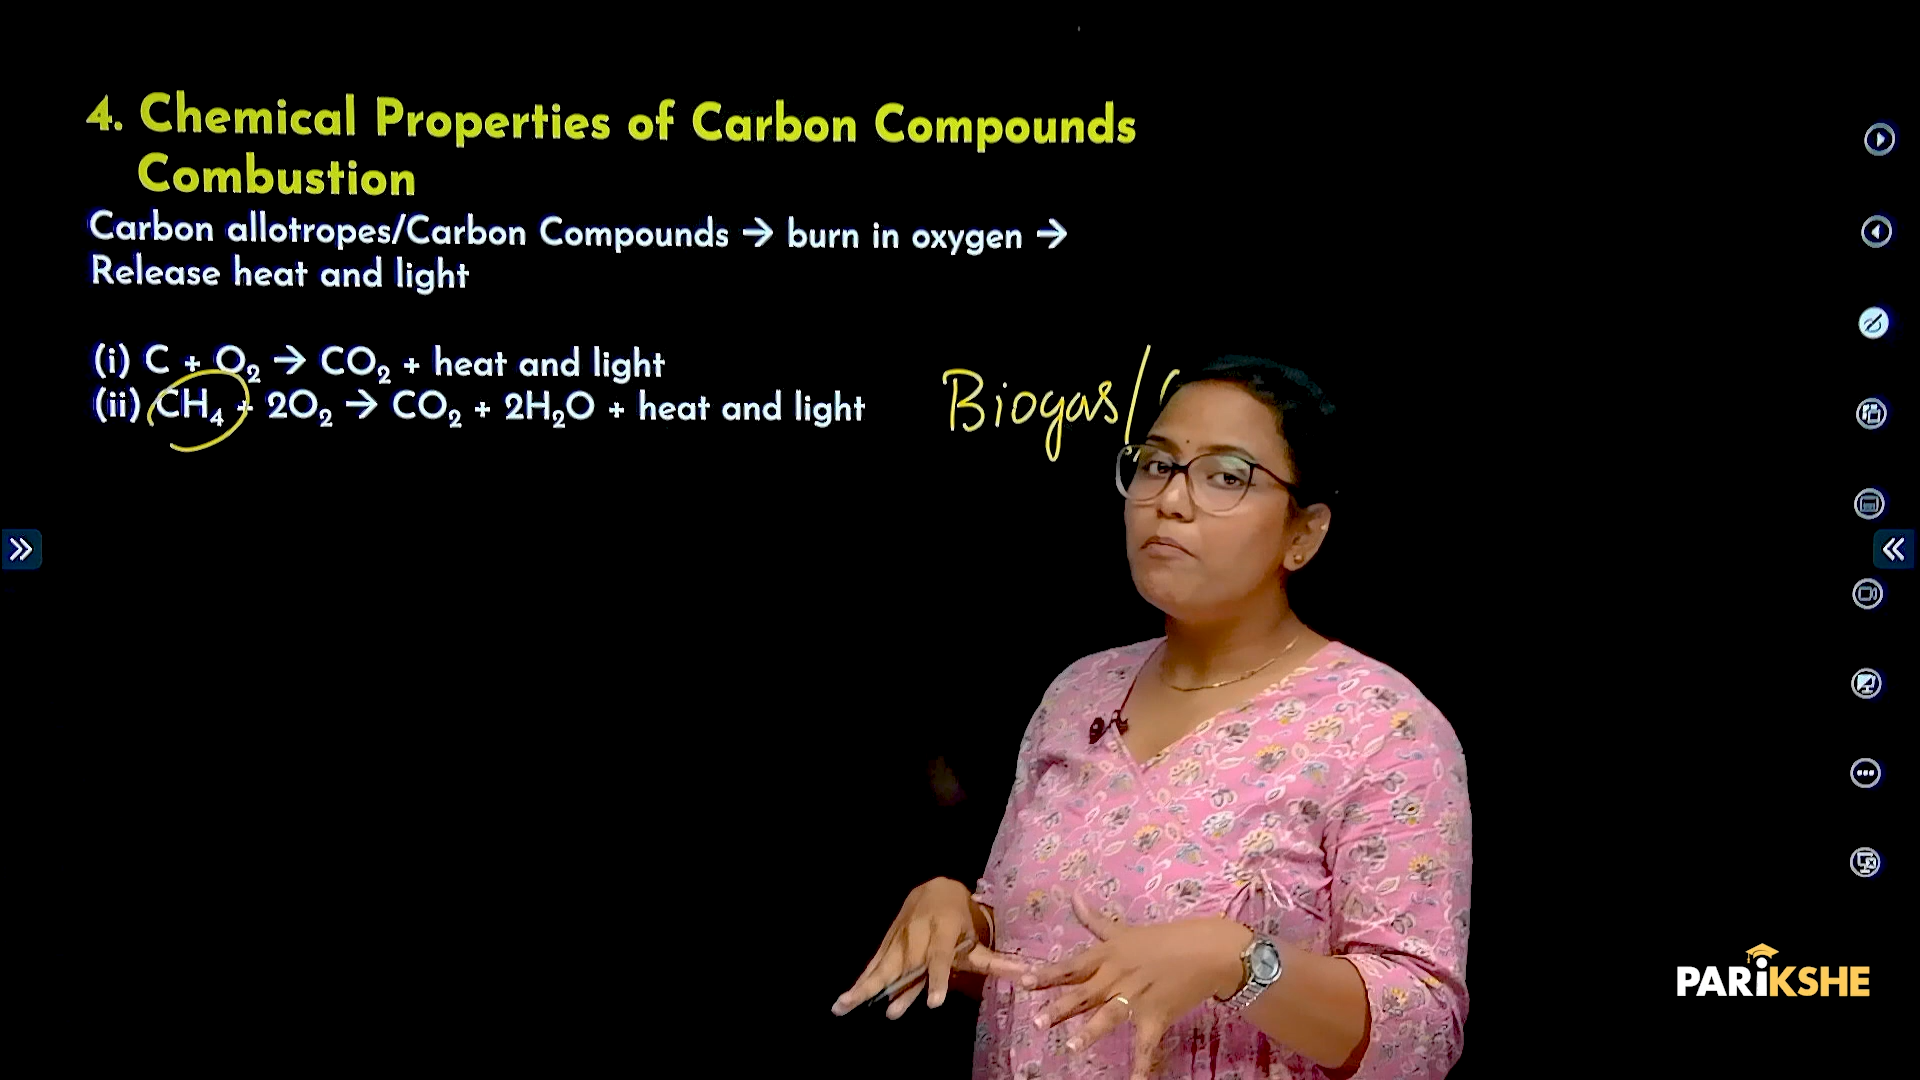 4. Chemical Properties of Carbon Compounds
Combustion
Carbon allotropes/Carbon Compounds → burn in oxygen →
Release heat and light
(i) C + O₂ → CO₂ + heat and light
(ii) CH₄ + 2O₂ → CO₂ + 2H₂O + heat and light
Biogas/
PARIKSHE